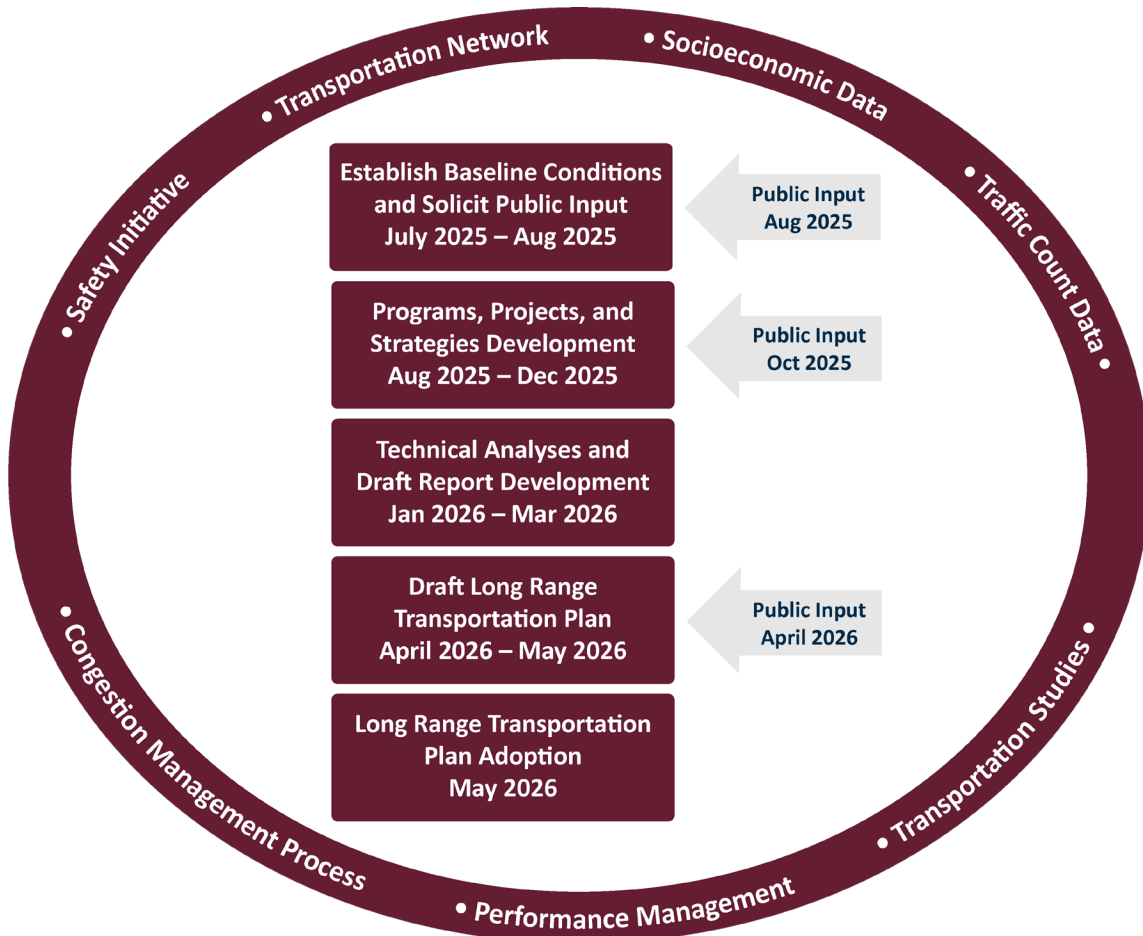 • Transportation Network
• Socioeconomic Data
• Traffic Count Data •
• Safety Initiative
Establish Baseline Conditions
and Solicit Public Input
July 2025 – Aug 2025
Public Input
Aug 2025
Programs, Projects, and
Strategies Development
Aug 2025 – Dec 2025
Public Input
Oct 2025
Technical Analyses and
Draft Report Development
Jan 2026 – Mar 2026
Draft Long Range
Transportation Plan
April 2026 – May 2026
Public Input
April 2026
Long Range Transportation
Plan Adoption
May 2026
• Transportation Studies •
• Performance Management
• Congestion Management Process